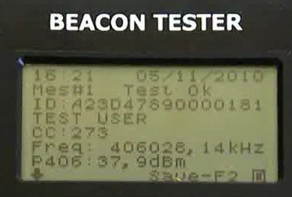 BEACON TESTER
16:21 05/11/2010
Mes#1 Test Ok
ID:A23D47890000181
TEST USER
CC:273
Freq: 406028,14kHz
P406:37,9dBm
Save-F2